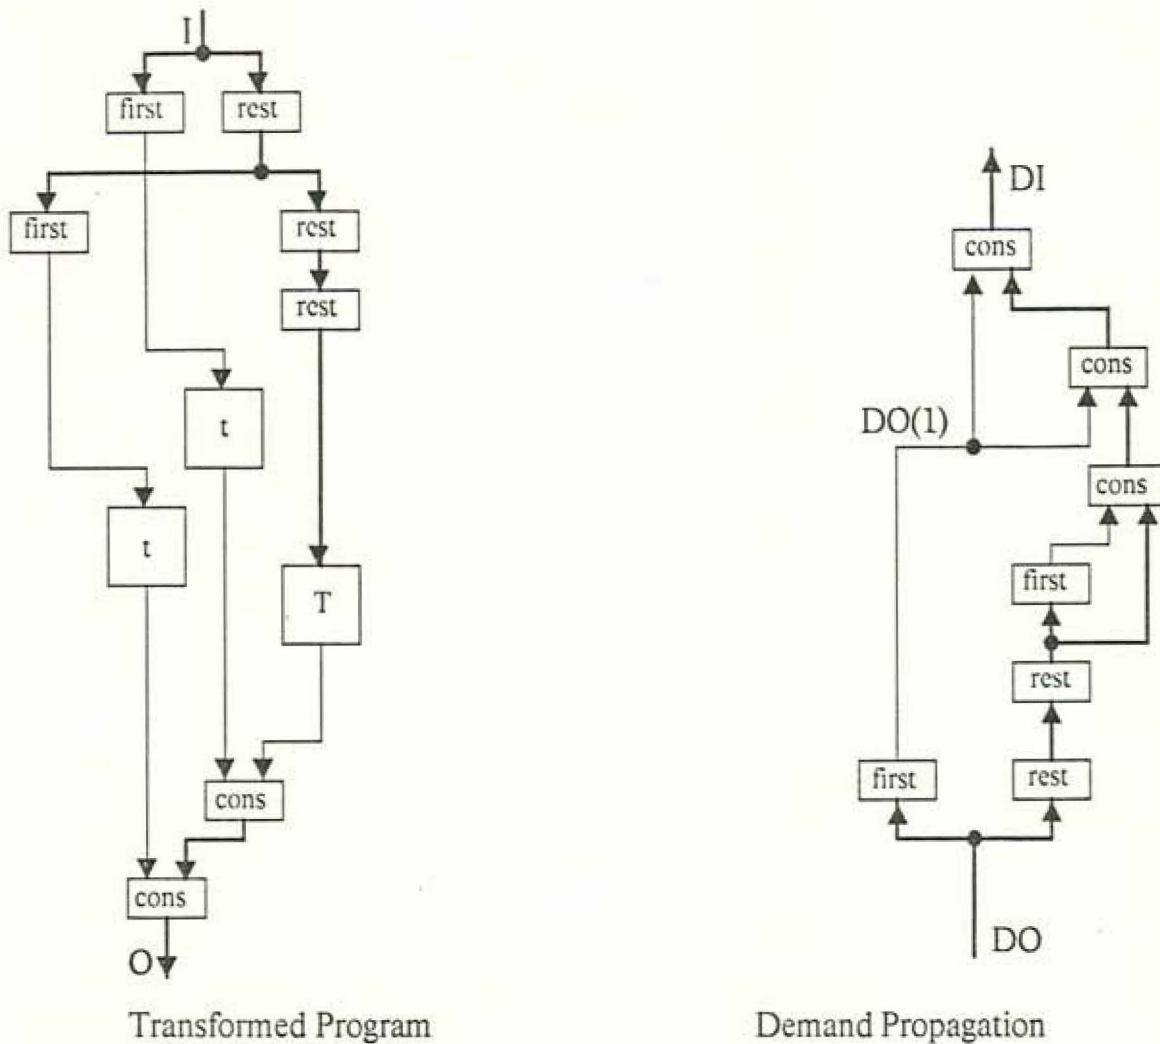 I
first
rest
first
rest
rest
t
t
T
cons
cons
O
Transformed Program
DI
cons
cons
DO(1)
cons
first
rest
first
rest
DO
Demand Propagation